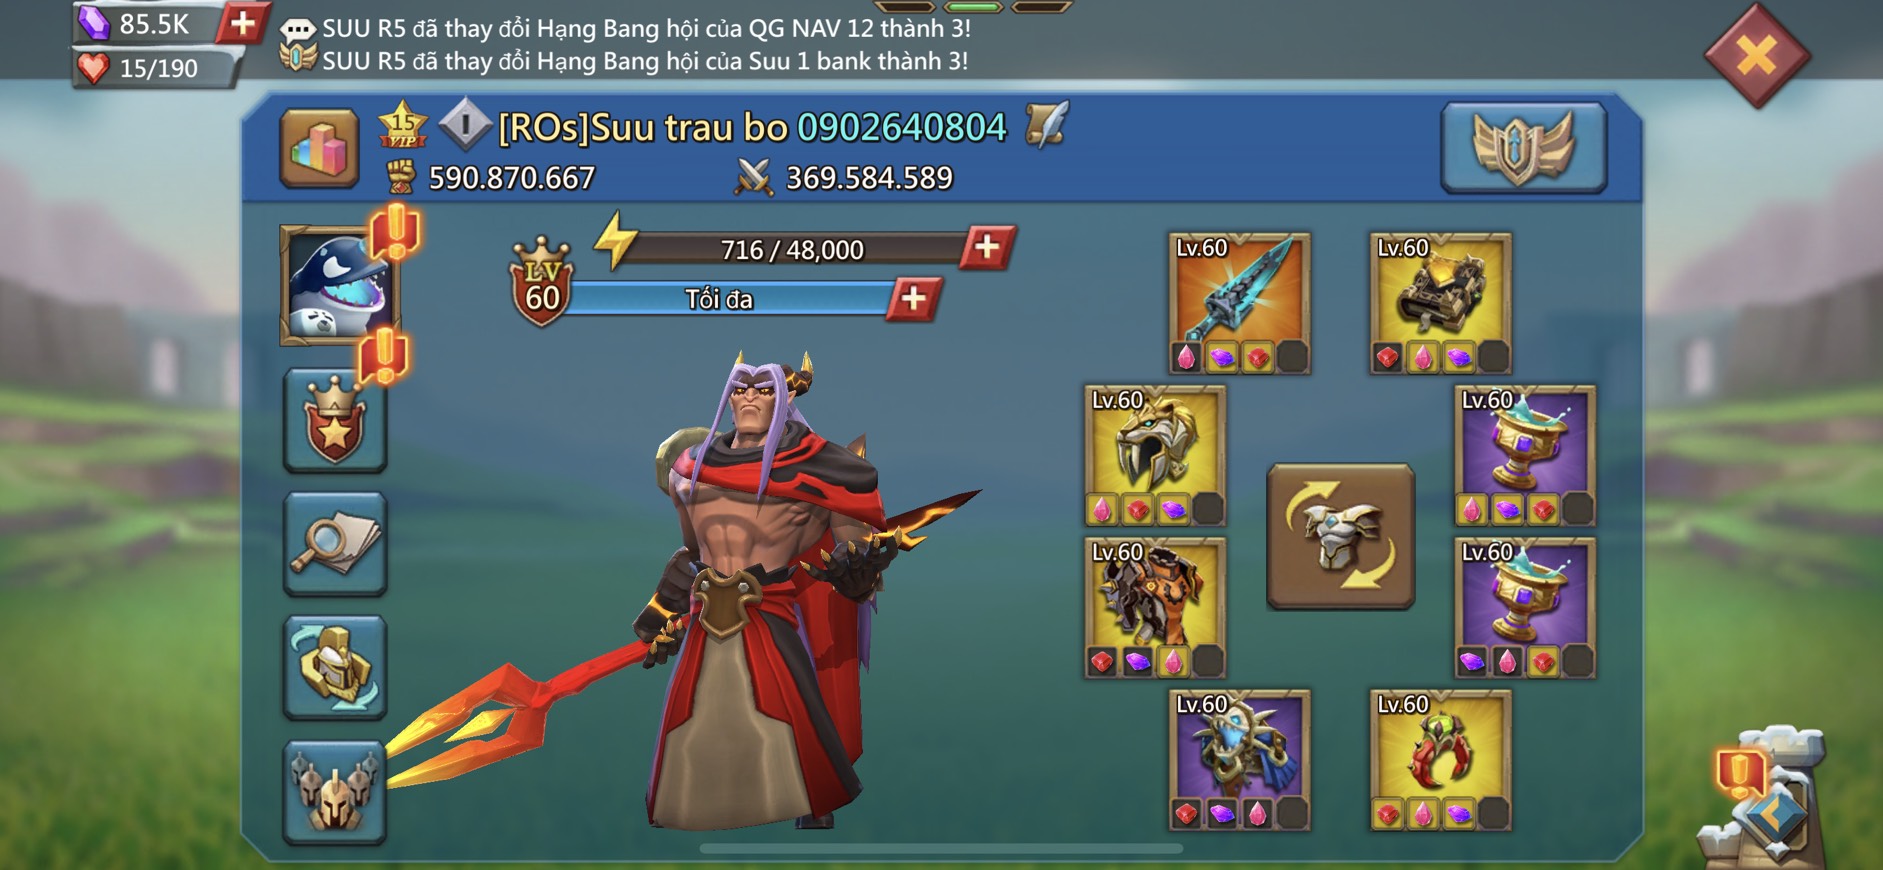 85.5K
15/190
SUU R5 đã thay đổi Hạng Bang hội của QG NAV 12 thành 3!
SUU R5 đã thay đổi Hạng Bang hội của Suu 1 bank thành 3!
15
VIP
[ROs]Suu trau bo 0902640804
590.870.667
369.584.589
LV
60
716 / 48,000
Tối đa
Lv.60
Lv.60
Lv.60
Lv.60
Lv.60
Lv.60
Lv.60
Lv.60